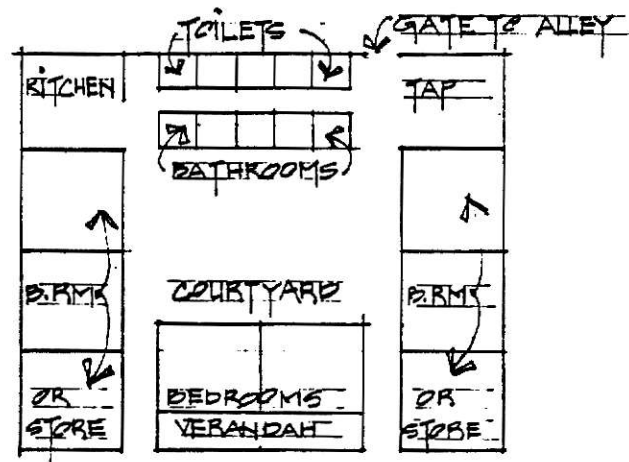 TOILETS
GATE TO ALLEY
KITCHEN
TAP
BATHROOMS
B.RMS
COURTYARD
B.RMS
OR
STORE
BEDROOMS
VERANDAH
OR
STORE